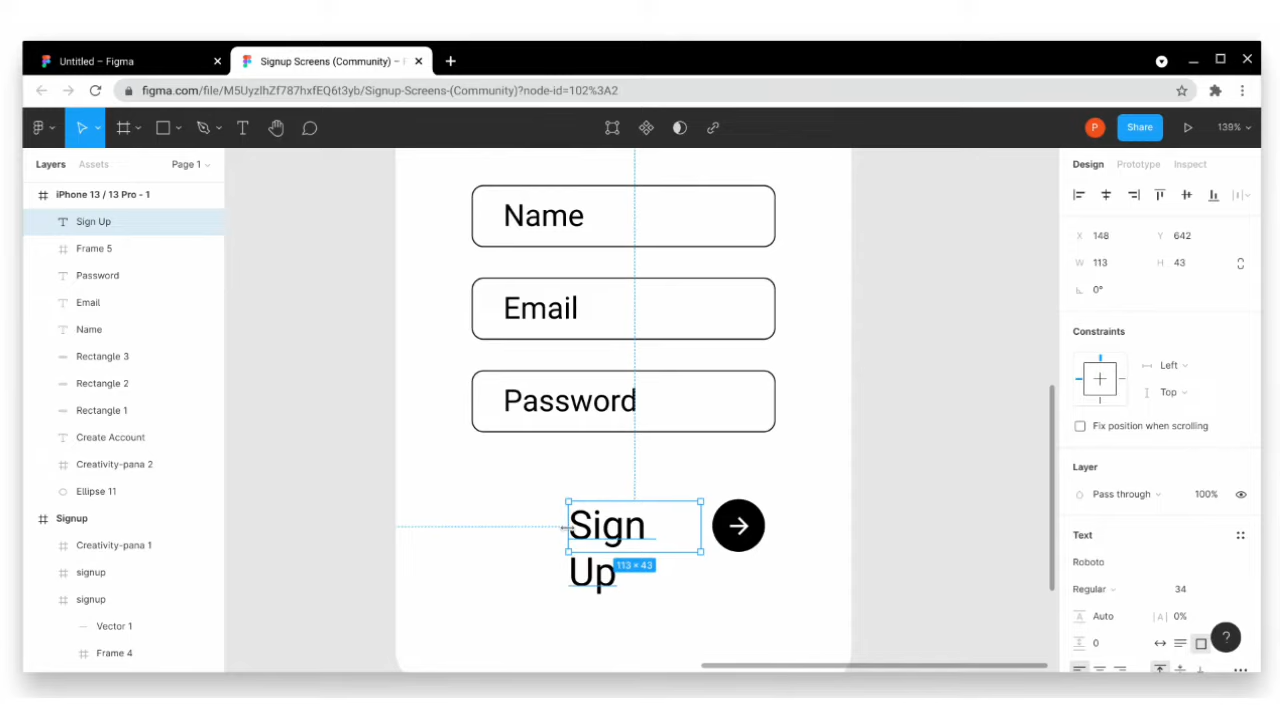 Untitled – Figma
Signup Screens (Community) – F
figma.com/file/M5UyzlhZf787hxfEQ6t3yb/Signup-Screens-(Community)?node-id=102%3A2
P
Share
139%
Layers
Assets
Page 1
iPhone 13 / 13 Pro - 1
Sign Up
Frame 5
Password
Email
Name
Rectangle 3
Rectangle 2
Rectangle 1
Create Account
Creativity-pana 2
Ellipse 11
Signup
Creativity-pana 1
signup
signup
Vector 1
Frame 4
Name
Email
Password
Sign
Up
113 × 43
Design
Prototype
Inspect
X 148
Y 642
W 113
H 43
0°
Constraints
Left
Top
Fix position when scrolling
Layer
Pass through
100%
Text
Roboto
Regular
34
A Auto
|A| 0%
0
?